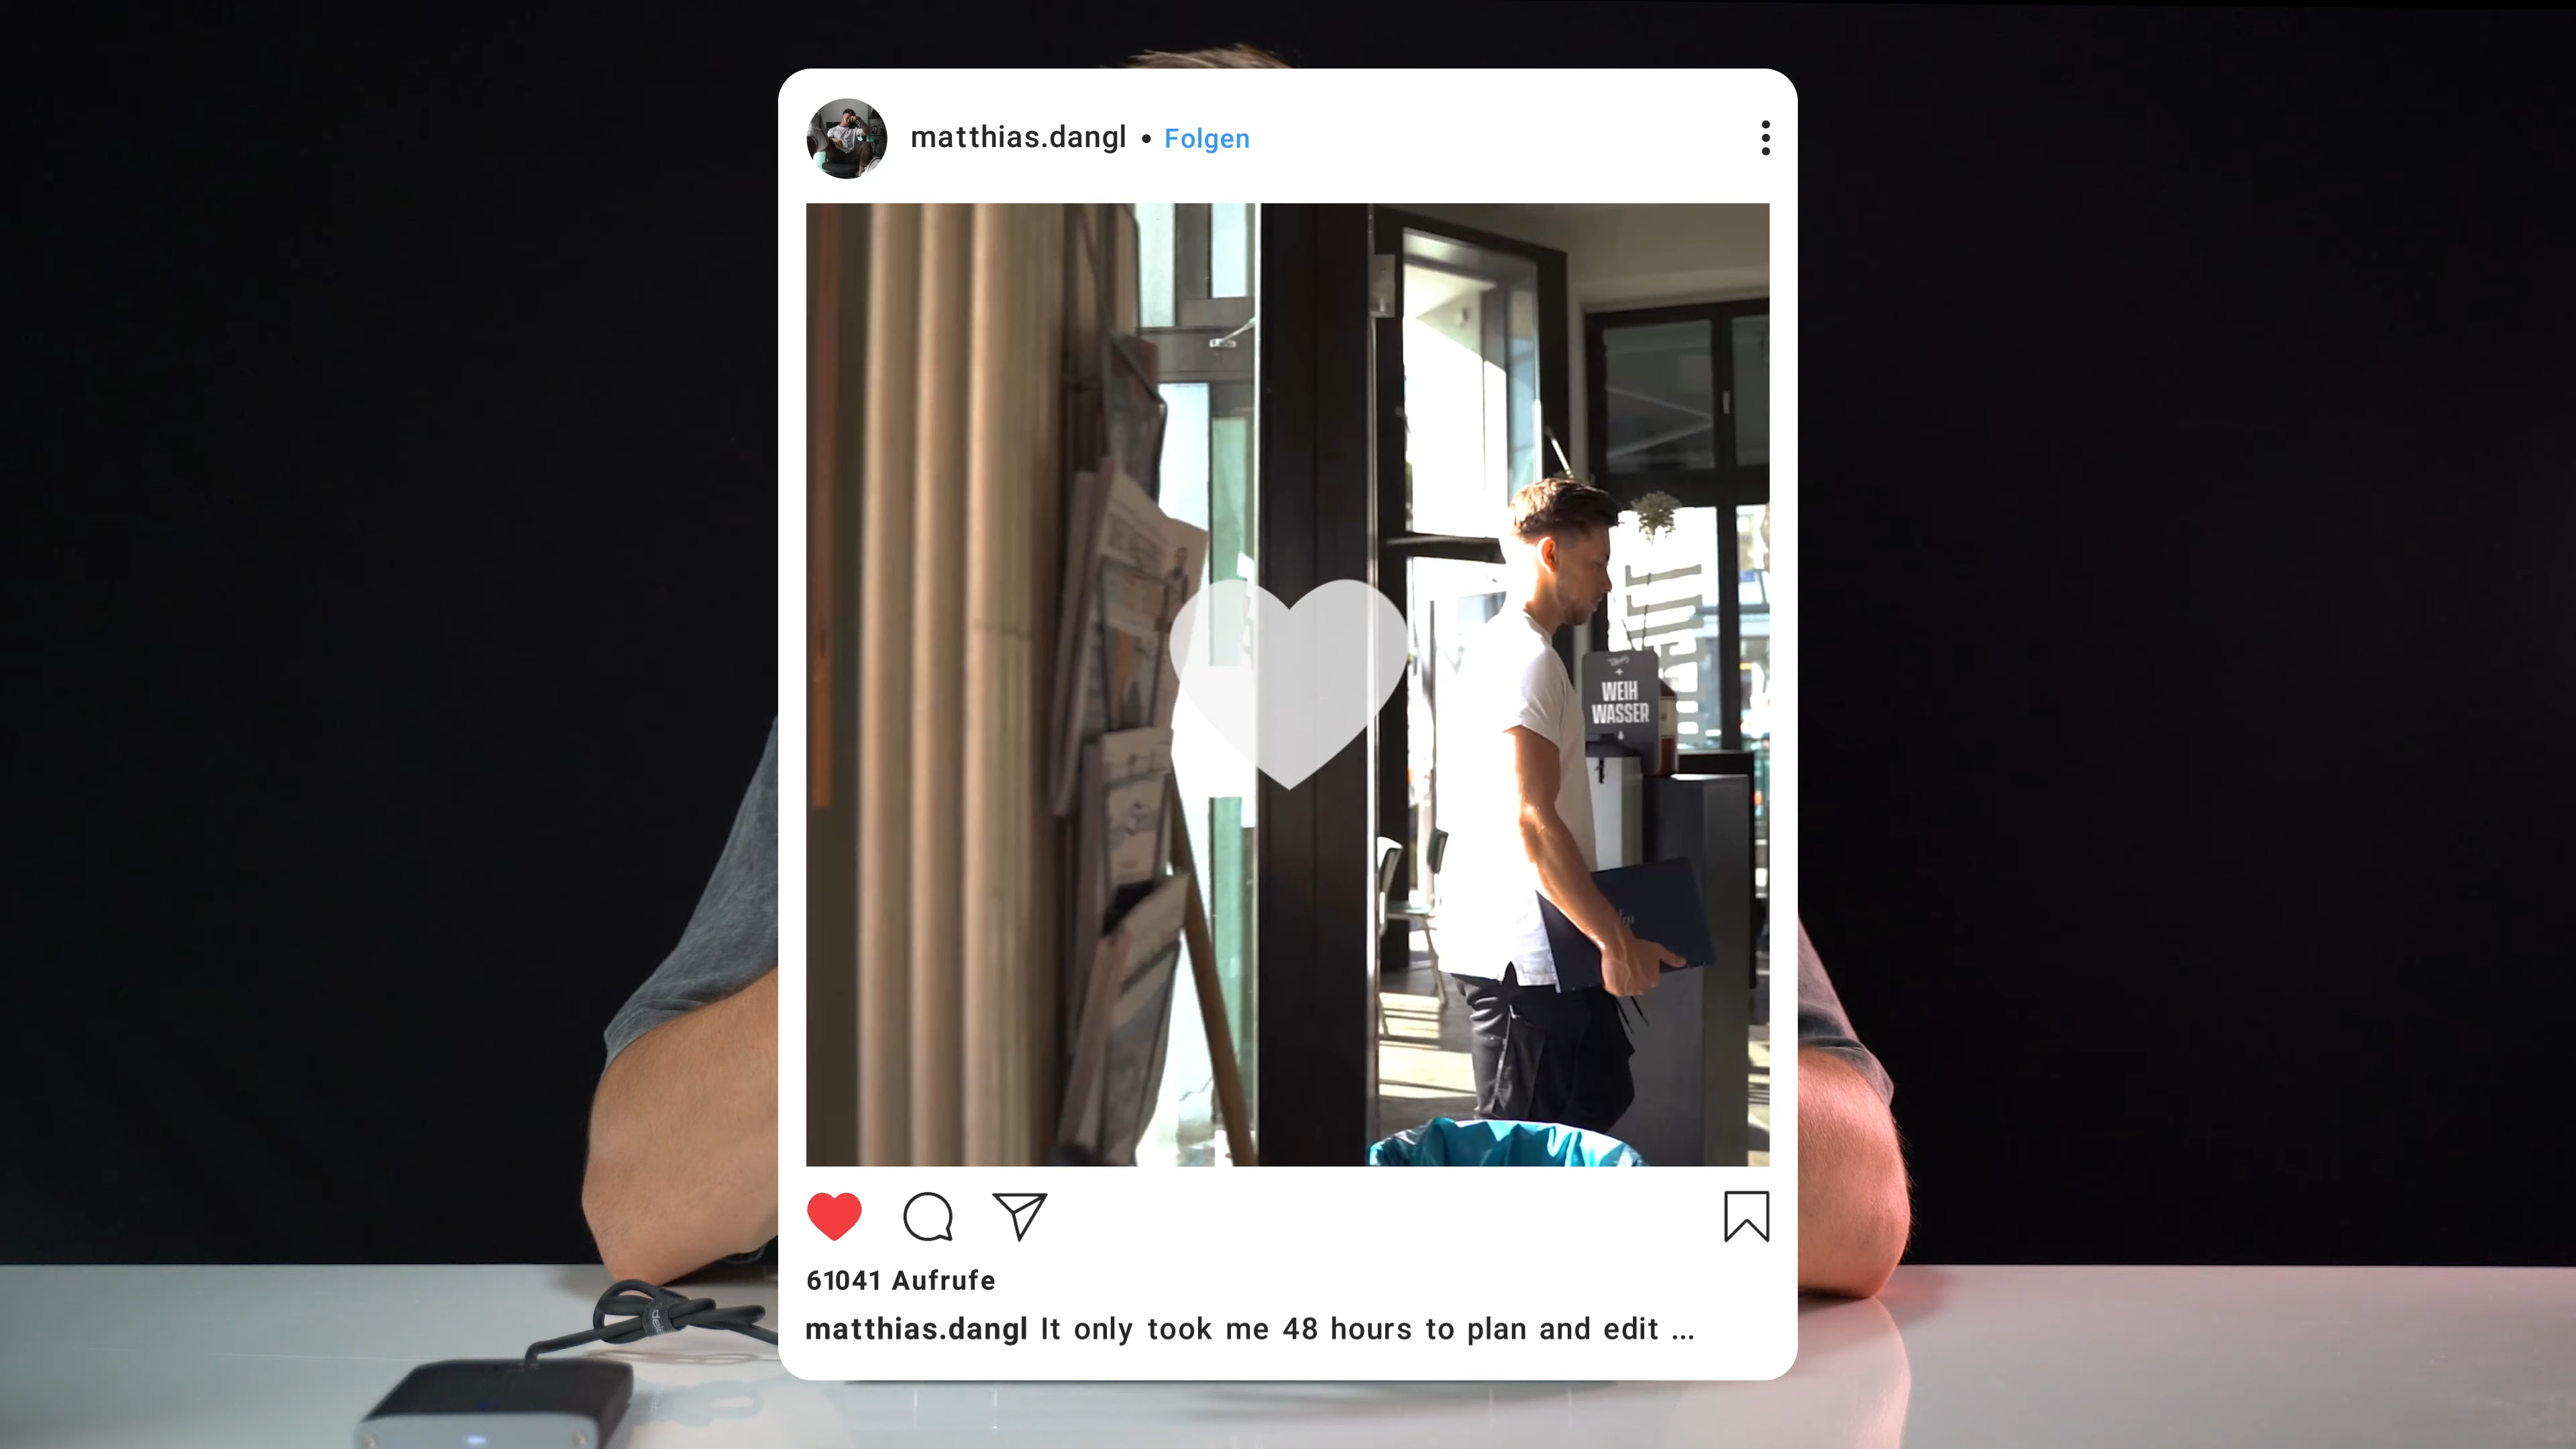 matthias.dangl • Folgen
WEIH
WASSER
61041 Aufrufe
matthias.dangl It only took me 48 hours to plan and edit ...